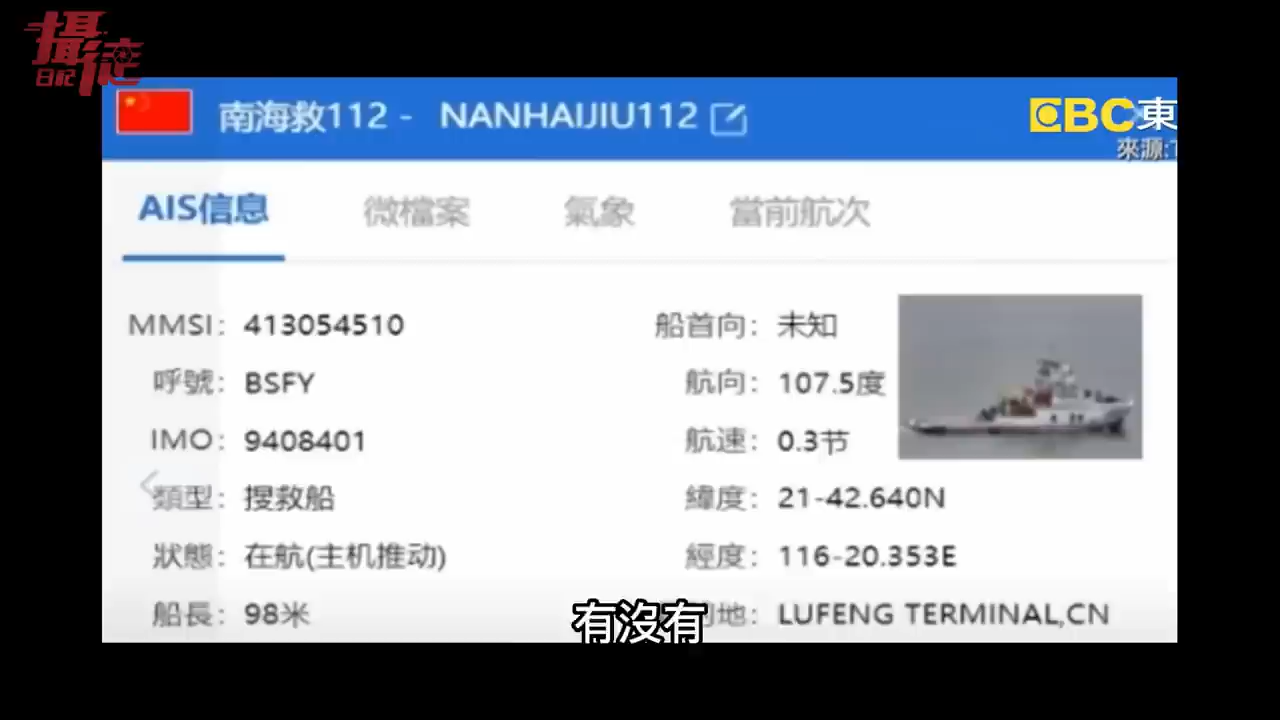 攝徒
日記
南海救112 - NANHAIJIU112
EBC東
來源:
AIS信息 微檔案 氣象 當前航次
MMSI: 413054510
船首向: 未知
呼號: BSFY
航向: 107.5度
IMO: 9408401
航速: 0.3节
類型: 搜救船
緯度: 21-42.640N
狀態: 在航(主机推动)
經度: 116-20.353E
船長: 98米
地: LUFENG TERMINAL,CN
有沒有